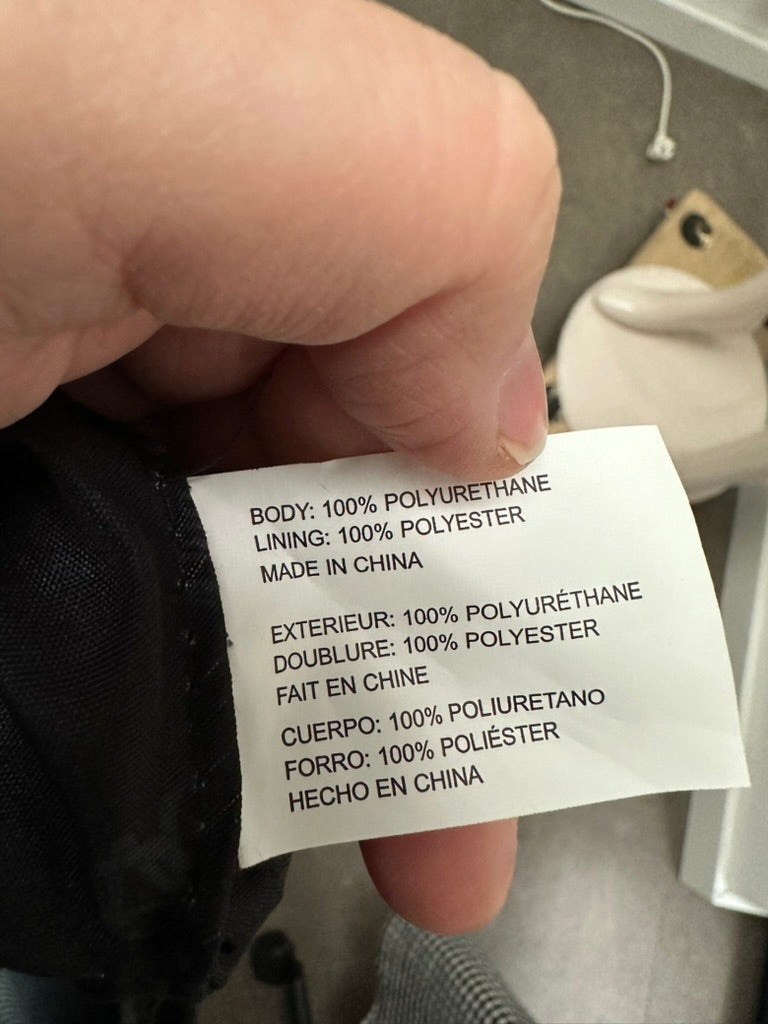 BODY: 100% POLYURETHANE
LINING: 100% POLYESTER
MADE IN CHINA
EXTERIEUR: 100% POLYURÉTHANE
DOUBLURE: 100% POLYESTER
FAIT EN CHINE
CUERPO: 100% POLIURETANO
FORRO: 100% POLIÉSTER
HECHO EN CHINA